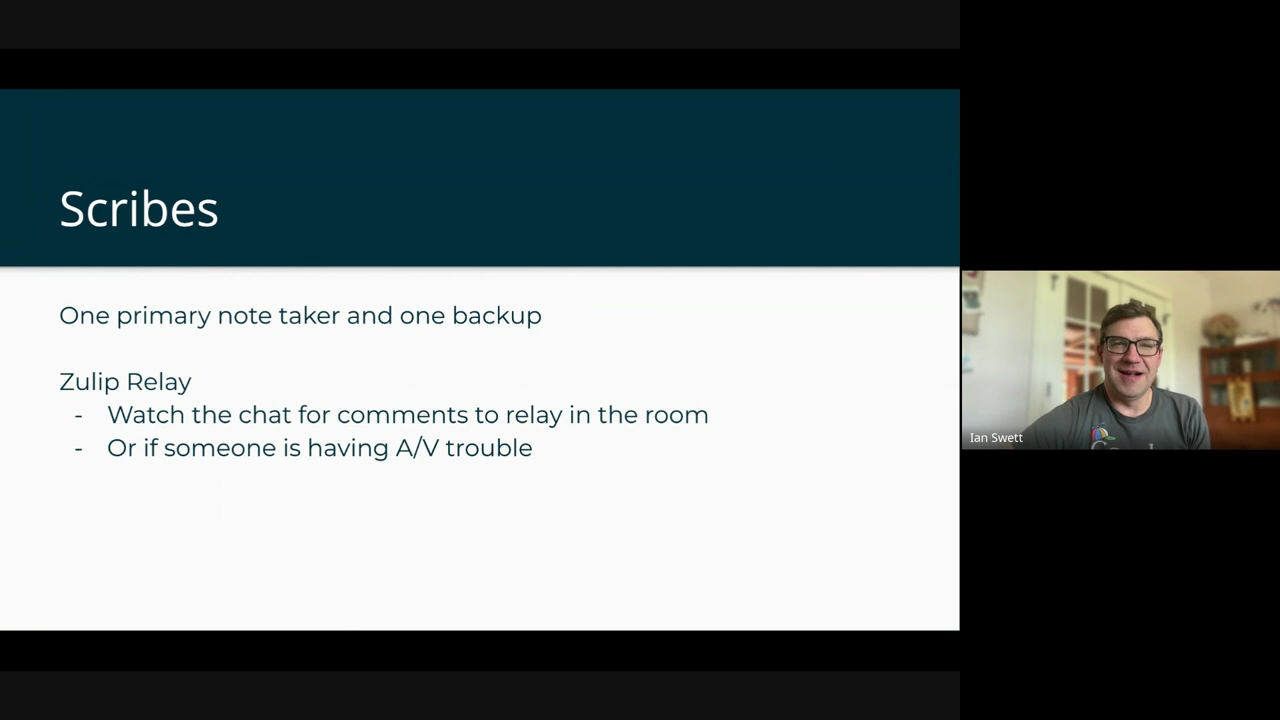 Scribes
One primary note taker and one backup
Zulip Relay
- Watch the chat for comments to relay in the room
- Or if someone is having A/V trouble
Ian Swett